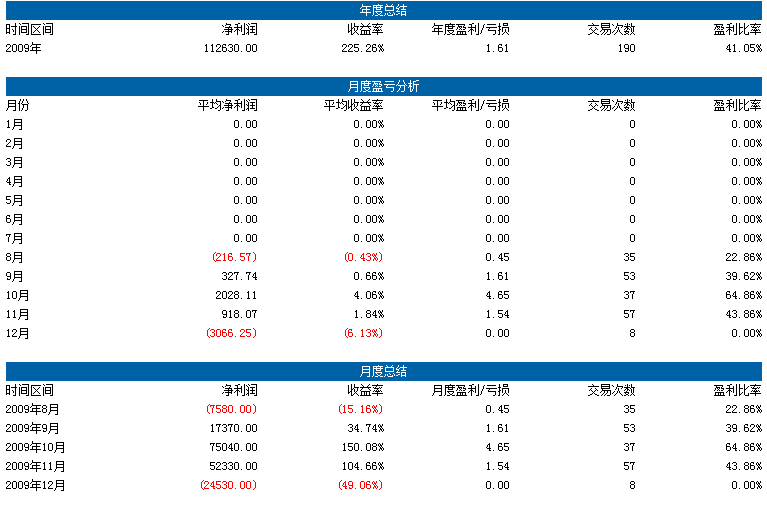 年度总结
时间区间 净利润 收益率 年度盈利/亏损 交易次数 盈利比率
2009年 112630.00 225.26% 1.61 190 41.05%
月度盈亏分析
月份 平均净利润 平均收益率 平均盈利/亏损 交易次数 盈利比率
1月 0.00 0.00% 0.00 0 0.00%
2月 0.00 0.00% 0.00 0 0.00%
3月 0.00 0.00% 0.00 0 0.00%
4月 0.00 0.00% 0.00 0 0.00%
5月 0.00 0.00% 0.00 0 0.00%
6月 0.00 0.00% 0.00 0 0.00%
7月 0.00 0.00% 0.00 0 0.00%
8月 (216.57) (0.43%) 0.45 35 22.86%
9月 327.74 0.66% 1.61 53 39.62%
10月 2028.11 4.06% 4.65 37 64.86%
11月 918.07 1.84% 1.54 57 43.86%
12月 (3066.25) (6.13%) 0.00 8 0.00%
月度总结
时间区间 净利润 收益率 月度盈利/亏损 交易次数 盈利比率
2009年8月 (7580.00) (15.16%) 0.45 35 22.86%
2009年9月 17370.00 34.74% 1.61 53 39.62%
2009年10月 75040.00 150.08% 4.65 37 64.86%
2009年11月 52330.00 104.66% 1.54 57 43.86%
2009年12月 (24530.00) (49.06%) 0.00 8 0.00%